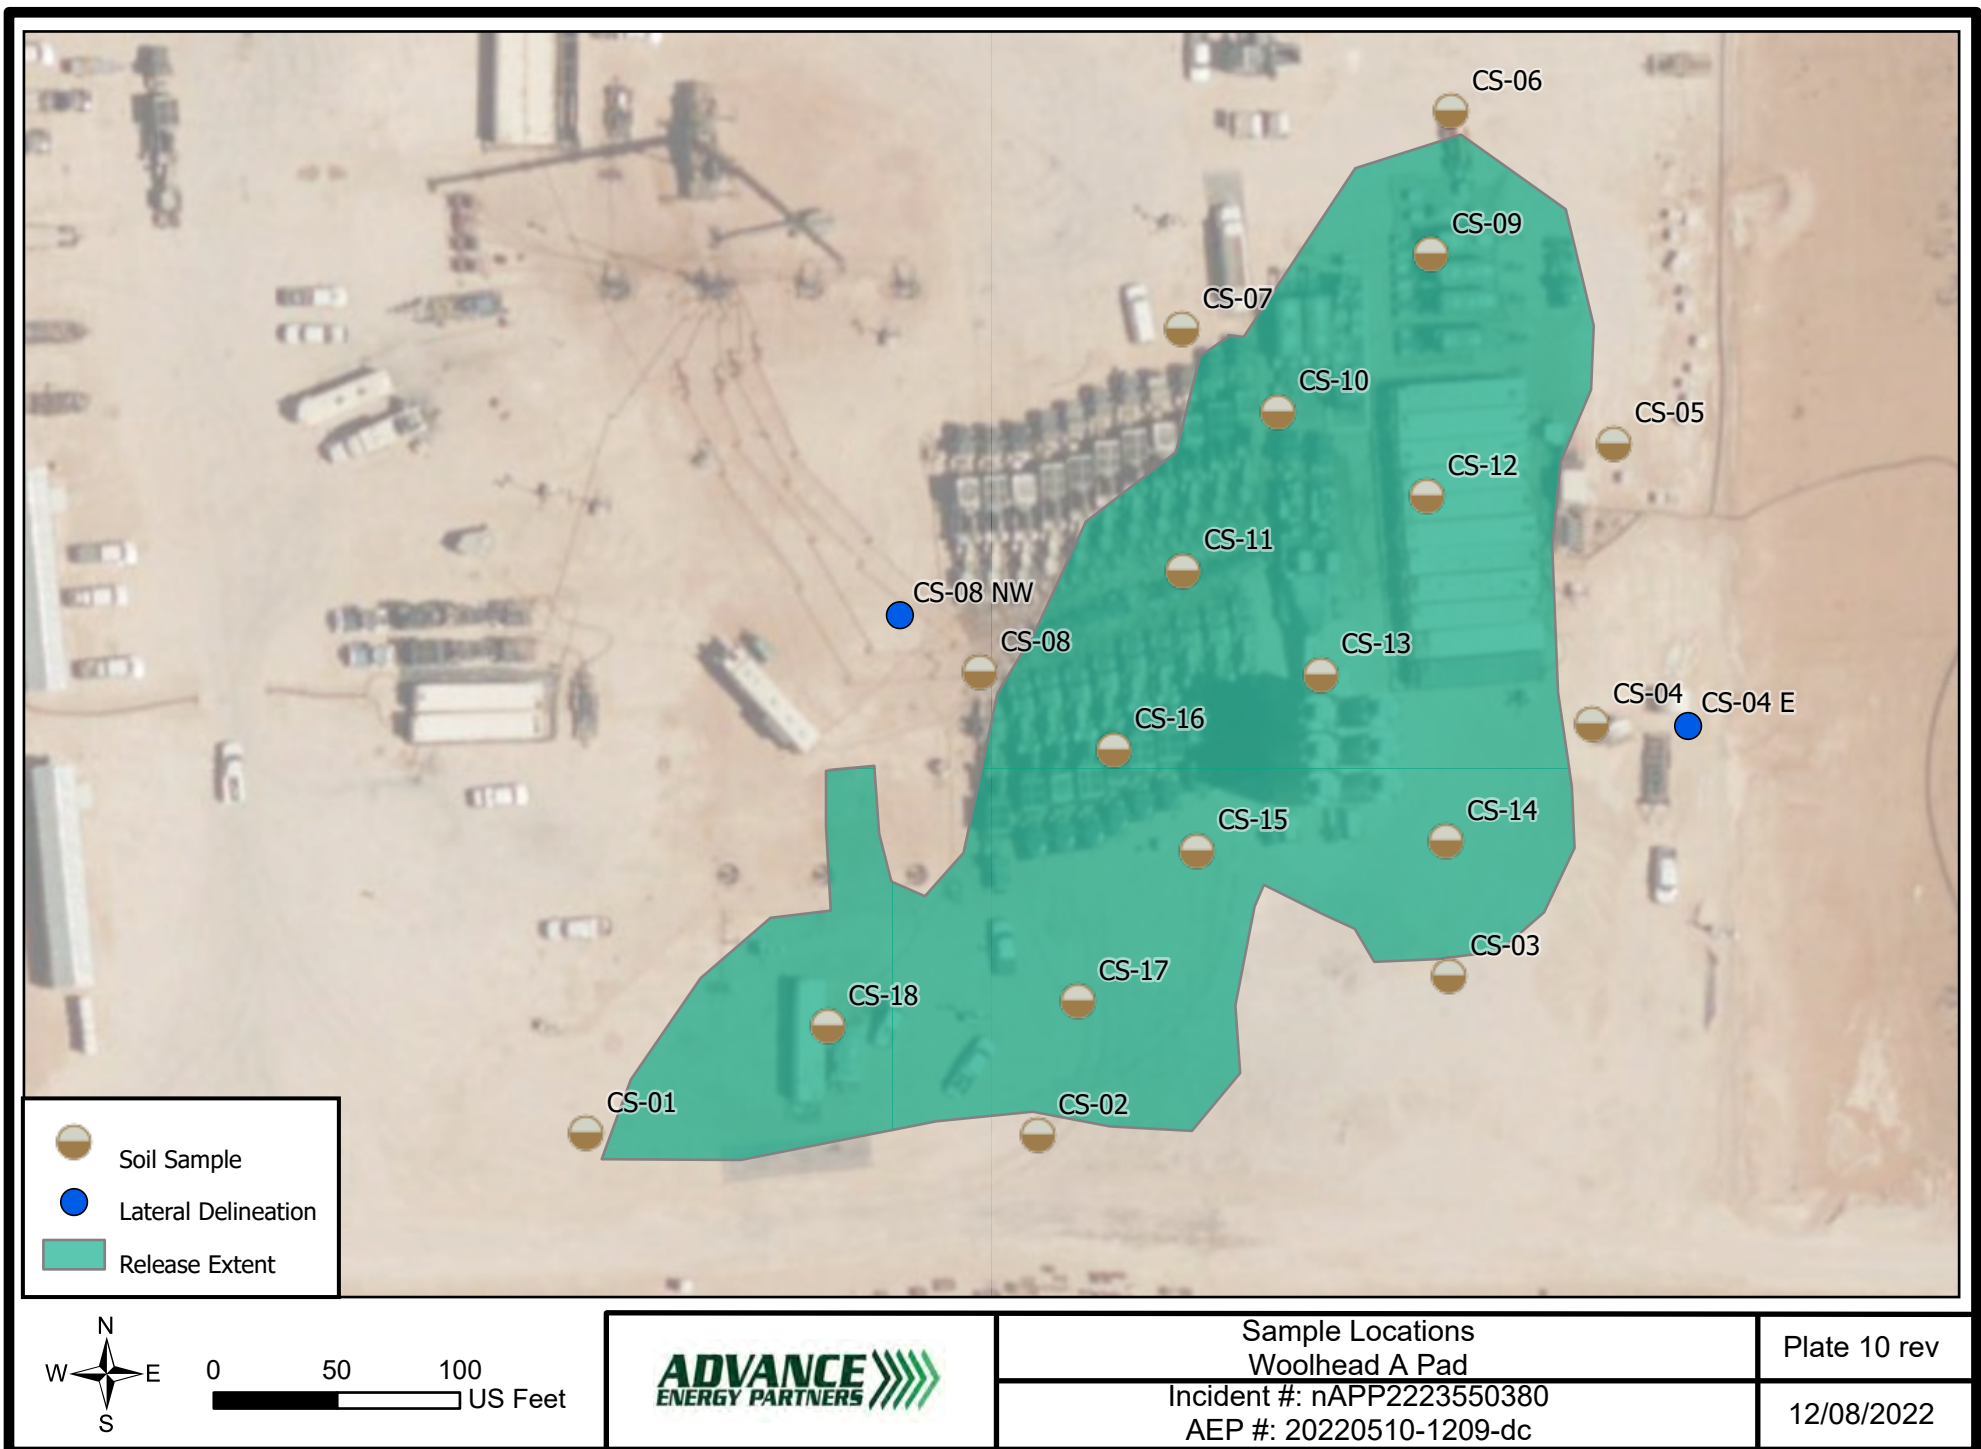 CS-06
CS-09
CS-07
CS-10
CS-05
CS-12
CS-11
CS-08 NW
CS-08
CS-13
CS-04
CS-04 E
CS-16
CS-15
CS-14
CS-03
CS-17
CS-18
CS-01
CS-02
Soil Sample
Lateral Delineation
Release Extent
N
W E
S
0 50 100
US Feet
ADVANCE
ENERGY PARTNERS
Sample Locations
Woolhead A Pad
Incident #: nAPP2223550380
AEP #: 20220510-1209-dc
Plate 10 rev
12/08/2022